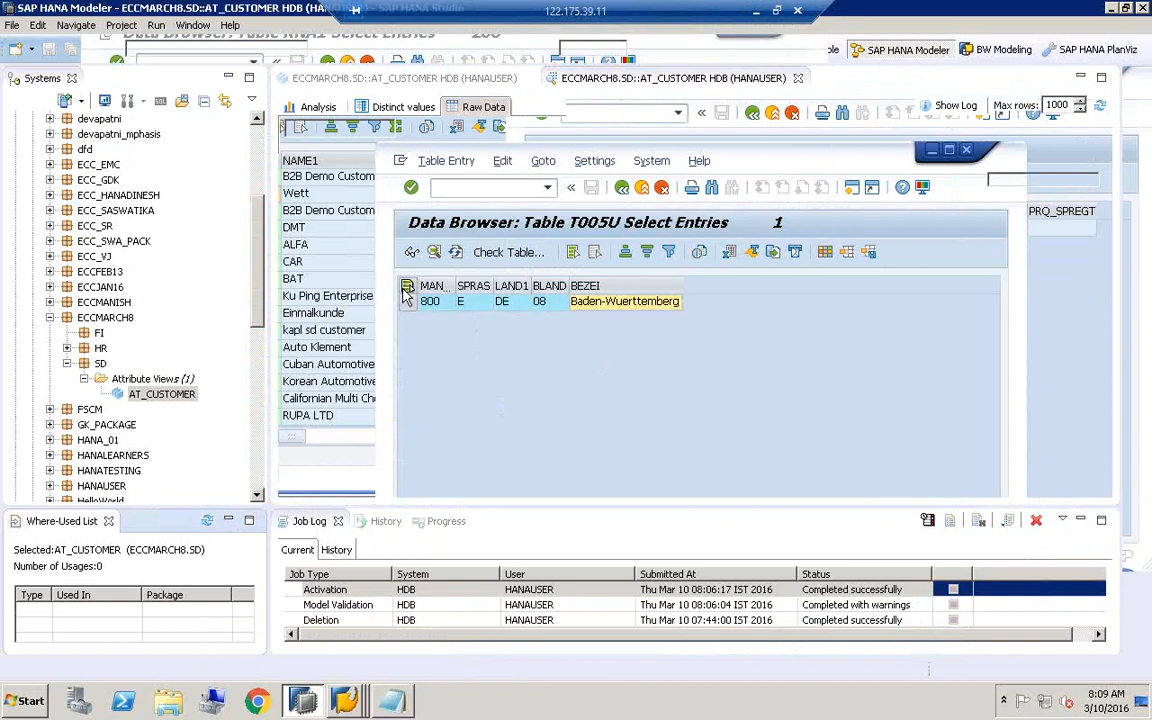 SAP HANA Modeler - ECCMARCH8.SD::AT_CUSTOMER HDB (HANAUSER)
122.175.39.11
File Edit Navigate Project Run Window Help
SAP HANA Modeler
BW Modeling
SAP HANA PlanViz
Systems
ECCMARCH8.SD::AT_CUSTOMER HDB (HANAUSER)
ECCMARCH8.SD::AT_CUSTOMER HDB (HANAUSER)
Analysis
Distinct values
Raw Data
Show Log
Max rows: 1000
devapatni
devapatni_mphasis
dfd
ECC_EMC
ECC_GDK
ECC_HANADINESH
ECC_SASWATIKA
ECC_SR
ECC_SWA_PACK
ECC_VJ
ECCFEB13
ECCJAN16
ECCMANISH
ECCMARCH8
FI
HR
SD
Attribute Views (1)
AT_CUSTOMER
FSCM
GK_PACKAGE
HANA_01
HANALEARNERS
HANATESTING
HANAUSER
HelloWorld
NAME1
B2B Demo Custom
Wett
B2B Demo Custom
DMT
ALFA
CAR
BAT
Ku Ping Enterprise
Einmalkunde
kapl sd customer
Auto Klement
Cuban Automotive
Korean Automotive
Californian Multi Ch
RUPA LTD
Table Entry Edit Goto Settings System Help
Data Browser: Table T005U Select Entries 1
Check Table...
MAN... SPRAS LAND1 BLAND BEZEI
800 E DE 08 Baden-Wuerttemberg
PRQ_SPREGT
Where-Used List
Selected:AT_CUSTOMER (ECCMARCH8.SD)
Number of Usages:0
Type Used In Package
Job Log
History
Progress
Current History
Job Type System User Submitted At Status
Activation HDB HANAUSER Thu Mar 10 08:06:17 IST 2016 Completed successfully
Model Validation HDB HANAUSER Thu Mar 10 08:06:04 IST 2016 Completed with warnings
Deletion HDB HANAUSER Thu Mar 10 07:44:00 IST 2016 Completed successfully
Start
8:09 AM
3/10/2016